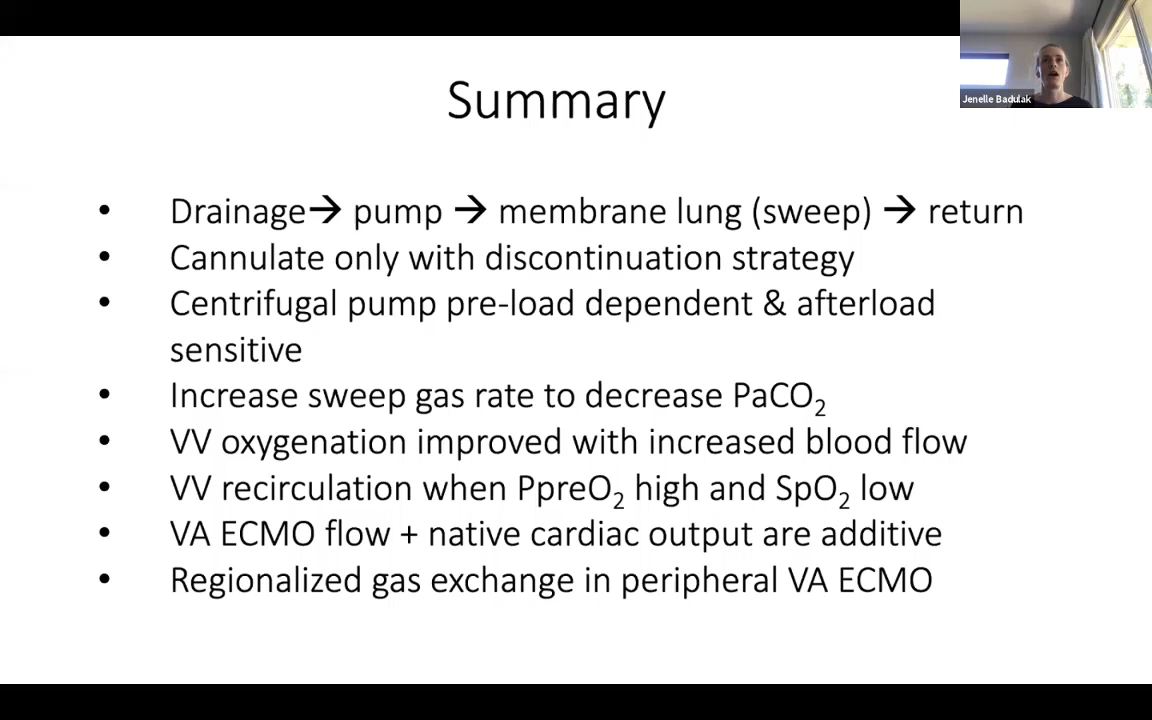 Jenelle Badulak
Summary
• Drainage→ pump → membrane lung (sweep) → return
• Cannulate only with discontinuation strategy
• Centrifugal pump pre-load dependent & afterload
sensitive
• Increase sweep gas rate to decrease PaCO₂
• VV oxygenation improved with increased blood flow
• VV recirculation when PpreO₂ high and SpO₂ low
• VA ECMO flow + native cardiac output are additive
• Regionalized gas exchange in peripheral VA ECMO